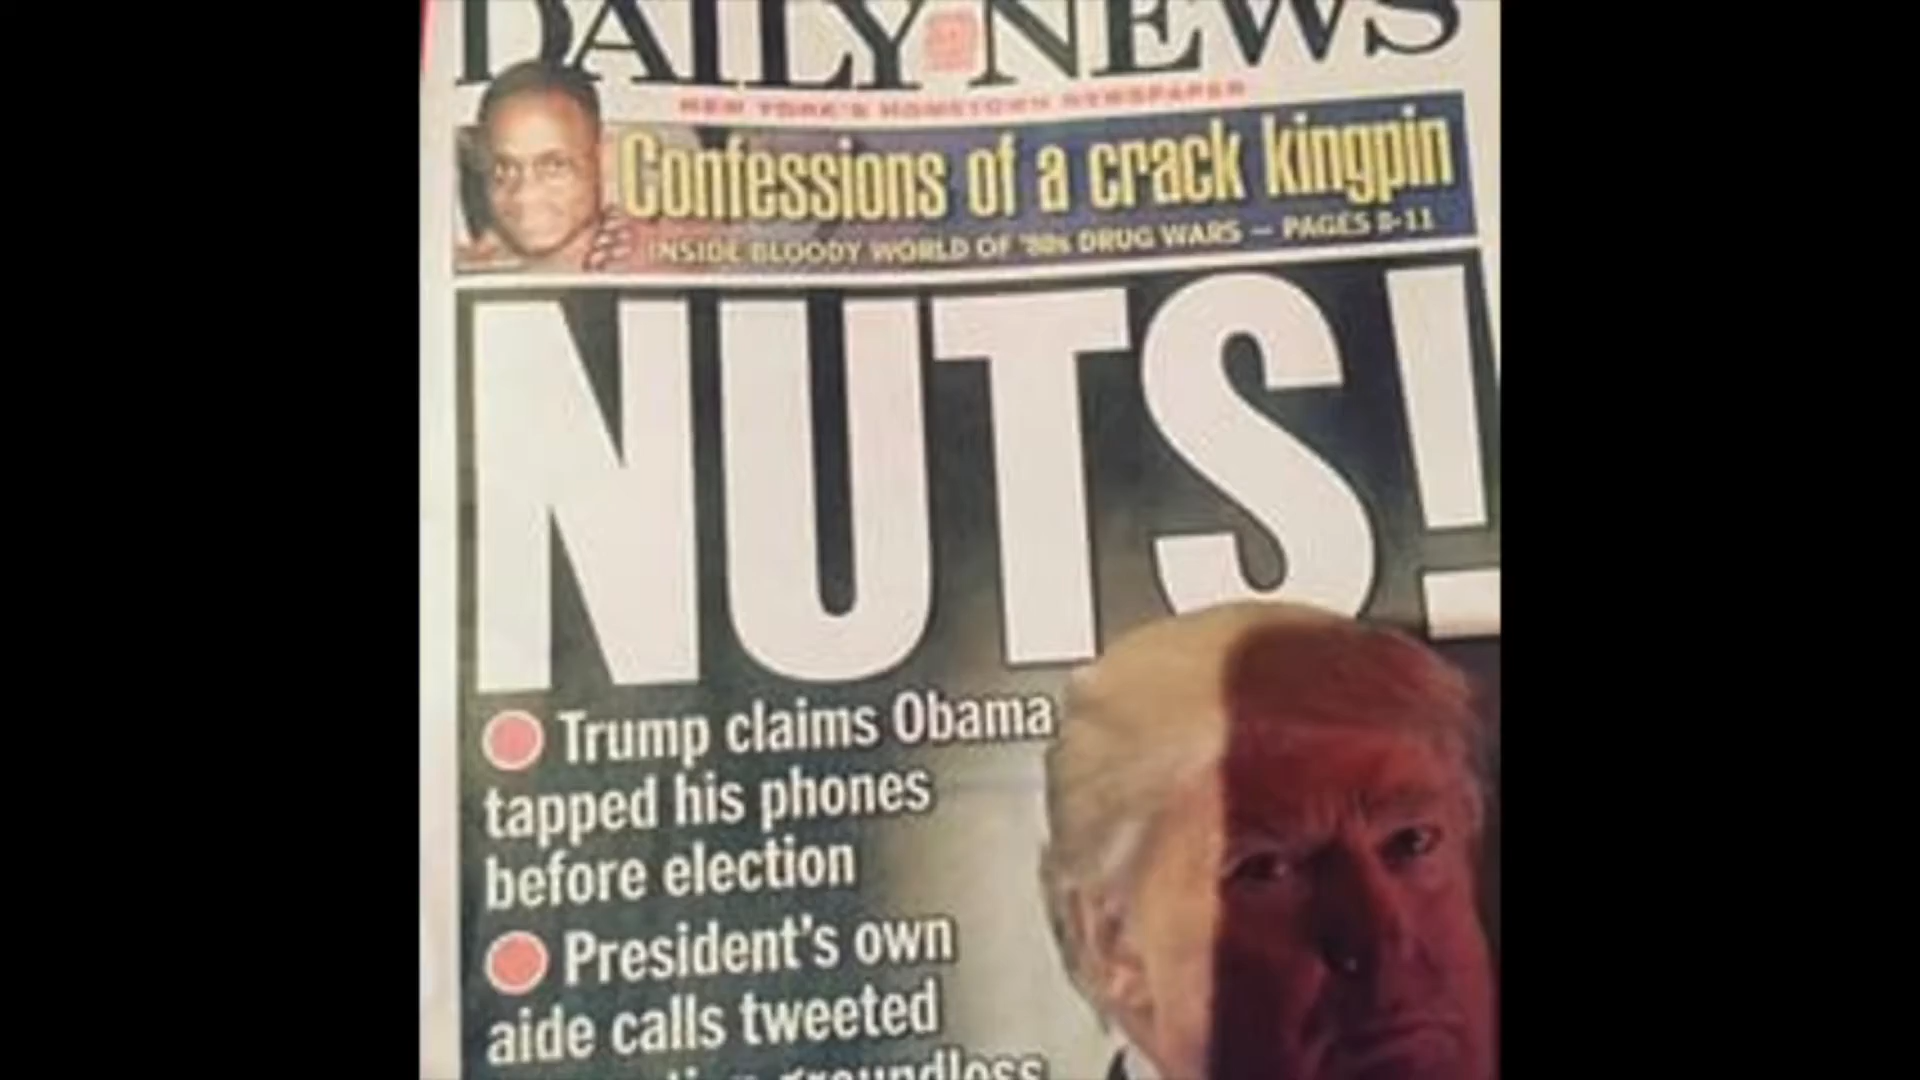 DAILY NEWS
NEW YORK'S HOMETOWN NEWSPAPER
Confessions of a crack kingpin
INSIDE BLOODY WORLD OF '80s DRUG WARS — PAGES 8-11
NUTS!
Trump claims Obama
tapped his phones
before election
President's own
aide calls tweeted
groundless